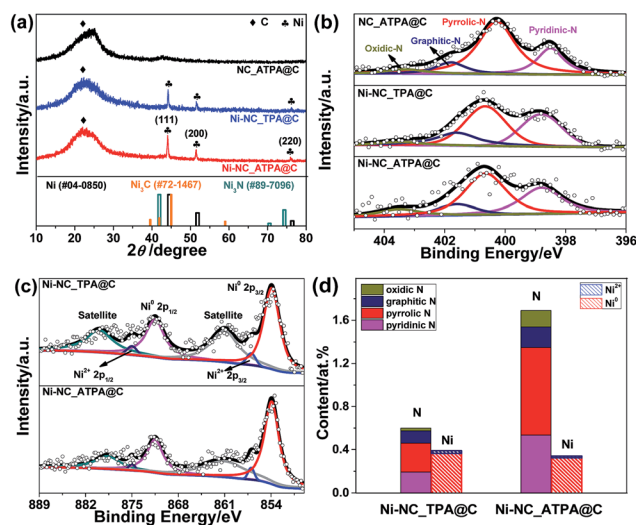 (a)
◆ C ♣ Ni
NC_ATPA@C
Ni-NC_TPA@C
(111)
(200)
(220)
Ni-NC_ATPA@C
Ni (#04-0850)
Ni₃C (#72-1467)
Ni₃N (#89-7096)
Intensity/a.u.
10 20 30 40 50 60 70 80
2θ /degree
(b)
NC_ATPA@C
Oxidic-N
Graphitic-N
Pyrrolic-N
Pyridinic-N
Ni-NC_TPA@C
Ni-NC_ATPA@C
Intensity/a.u.
404 402 400 398 396
Binding Energy/eV
(c)
Ni-NC_TPA@C
Satellite
Ni⁰ 2p₁/₂
Satellite
Ni⁰ 2p₃/₂
Ni²⁺ 2p₁/₂
Ni²⁺ 2p₃/₂
Ni-NC_ATPA@C
Intensity/a.u.
889 882 875 868 861 854
Binding Energy/eV
(d)
oxidic N
graphitic N
pyrrolic N
pyridinic N
Ni²⁺
Ni⁰
N
Ni
N
Ni
Content/at.%
1.6
1.2
0.8
0.4
0.0
Ni-NC_TPA@C
Ni-NC_ATPA@C